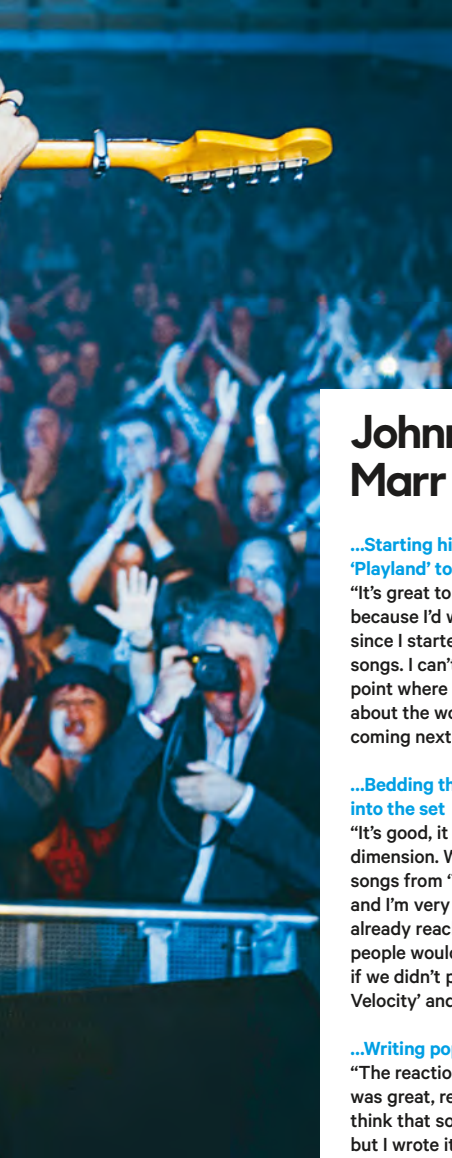 Johnn
Marr
...Starting hi
‘Playland’ to
“It’s great to
because I’d w
since I starte
songs. I can’t
point where
about the wo
coming next
...Bedding th
into the set
“It’s good, it
dimension. W
songs from ‘
and I’m very
already reac
people would
if we didn’t p
Velocity’ and
...Writing pop
“The reactio
was great, re
think that so
but I wrote it